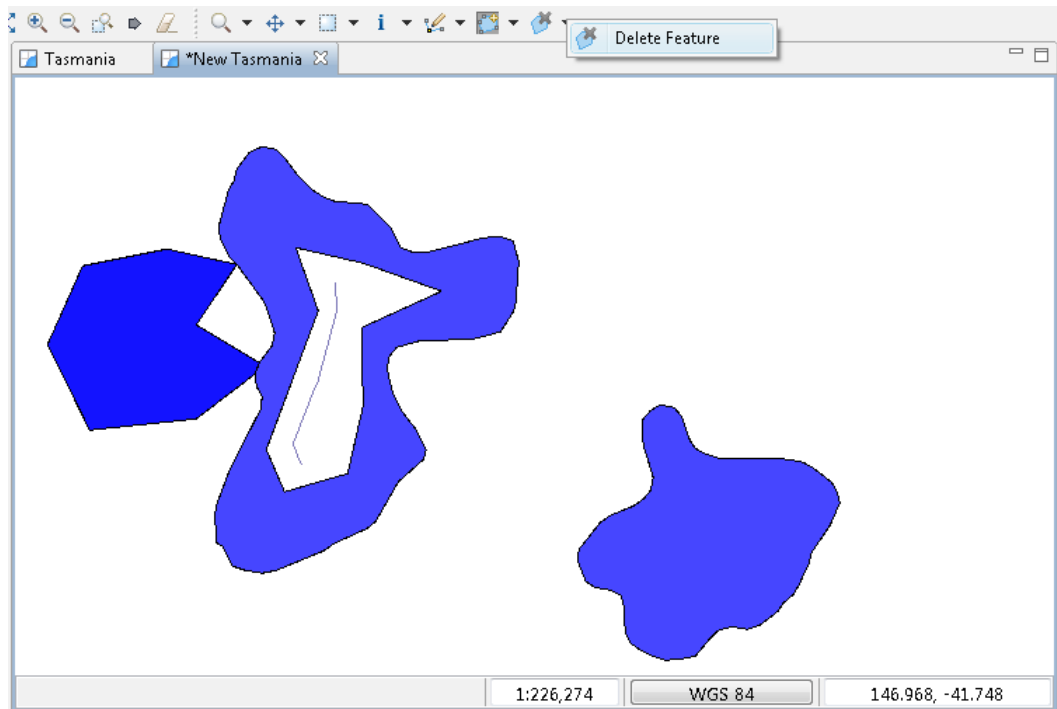 Delete Feature
Tasmania
*New Tasmania
1:226,274
WGS 84
146.968, -41.748